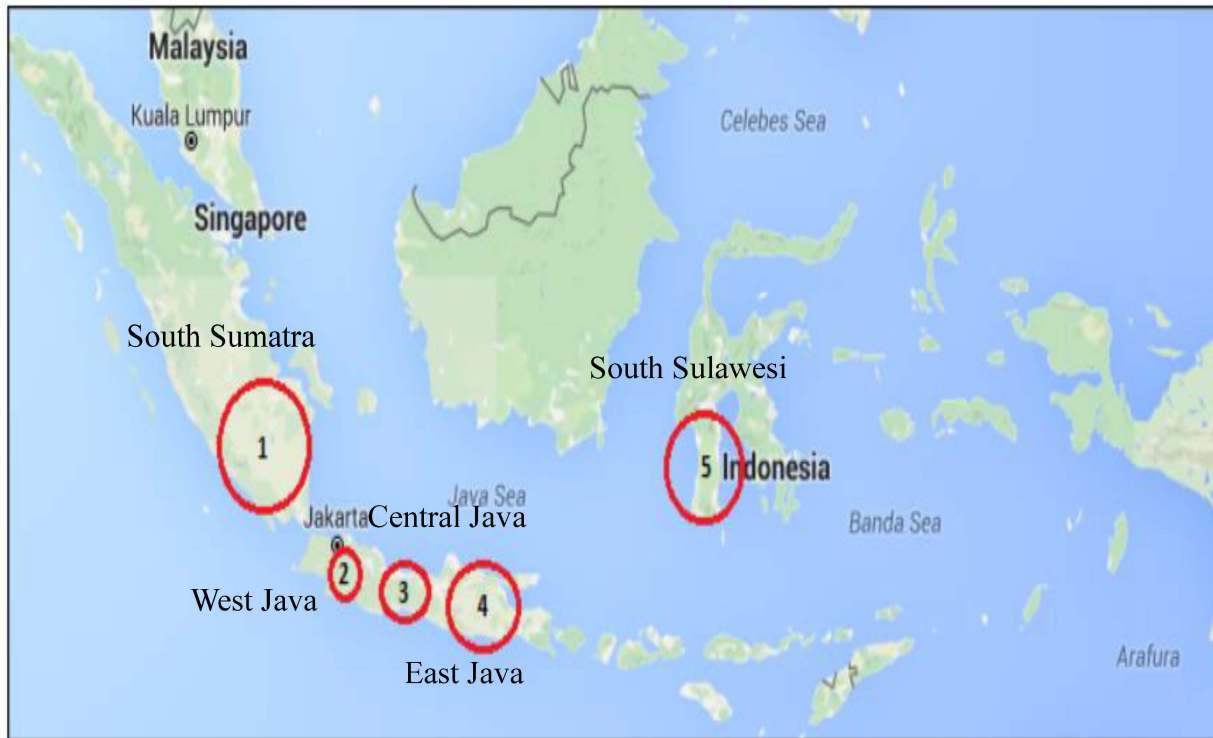 Malaysia
Kuala Lumpur
Celebes Sea
Singapore
South Sumatra
South Sulawesi
1
5 Indonesia
Java Sea
Jakarta Central Java
Banda Sea
2
3
4
West Java
East Java
Arafura